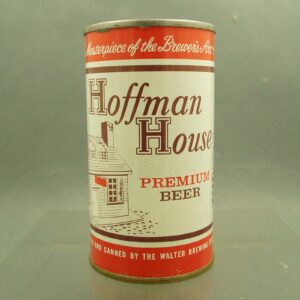 Masterpiece of the Brewer's Art
Hoffman
House
PREMIUM
BEER
AND CANNED BY THE WALTER BREWING